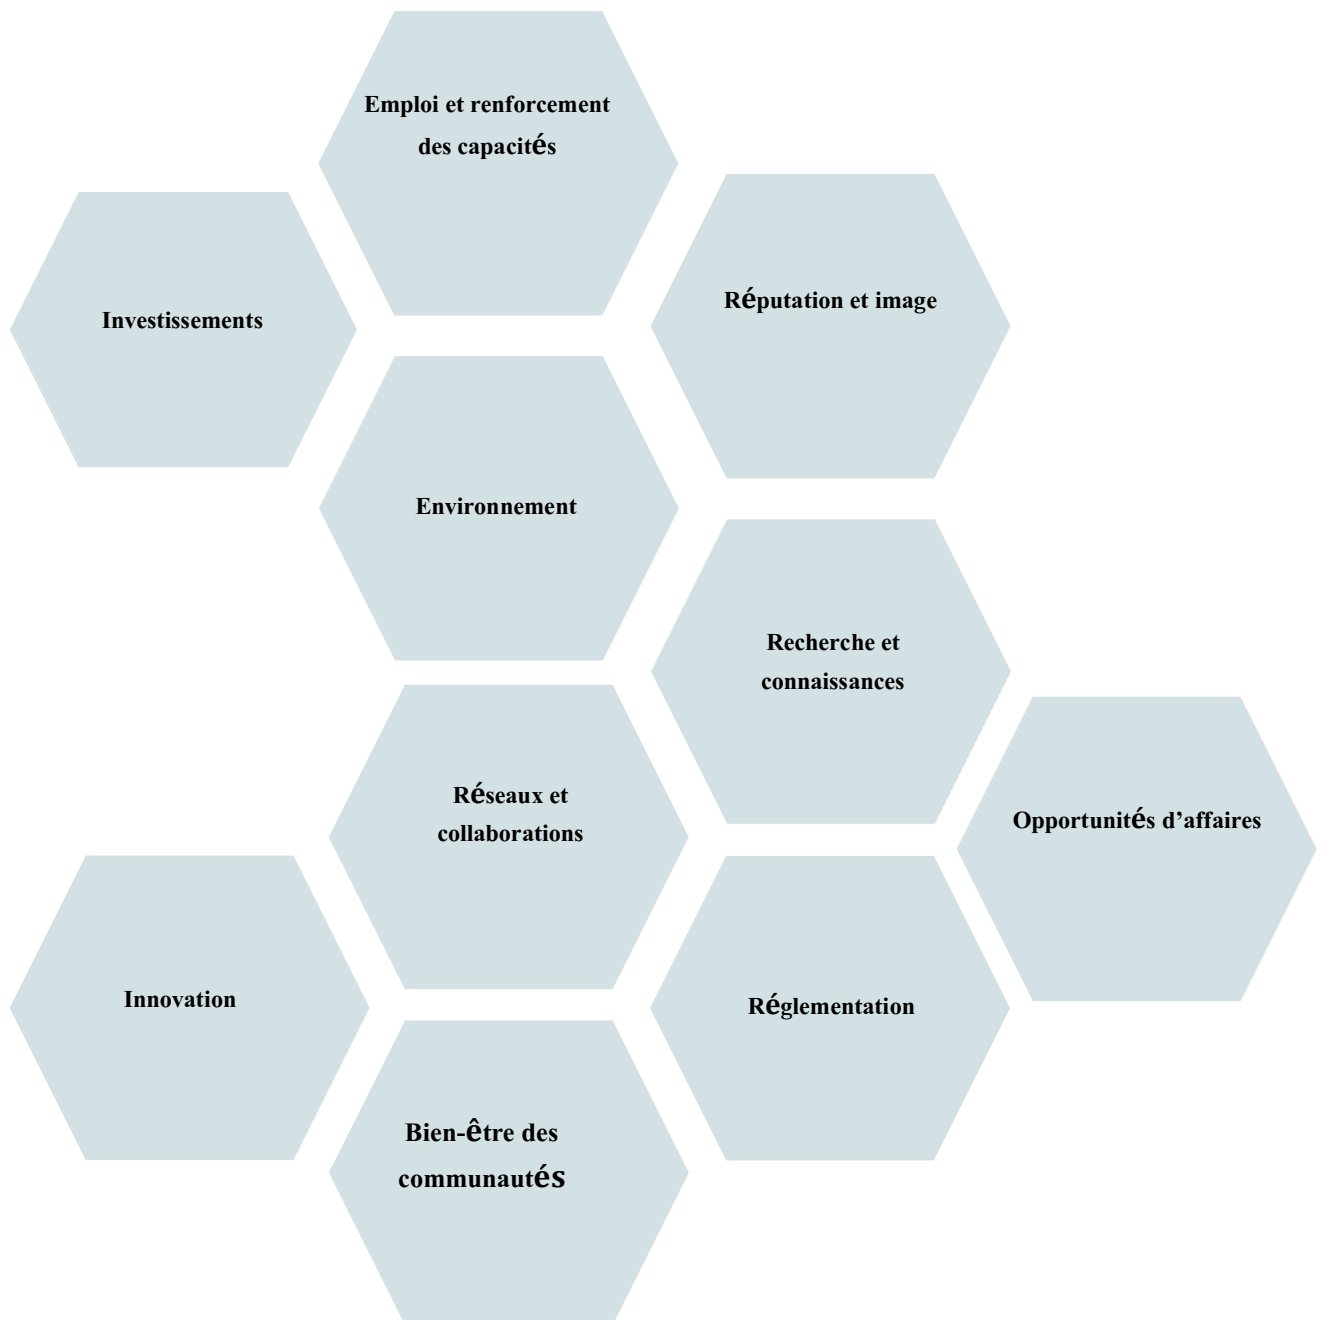 Emploi et renforcement
des capacités
Réputation et image
Investissements
Environnement
Recherche et
connaissances
Réseaux et
collaborations
Opportunités d’affaires
Innovation
Réglementation
Bien-être des
communautés